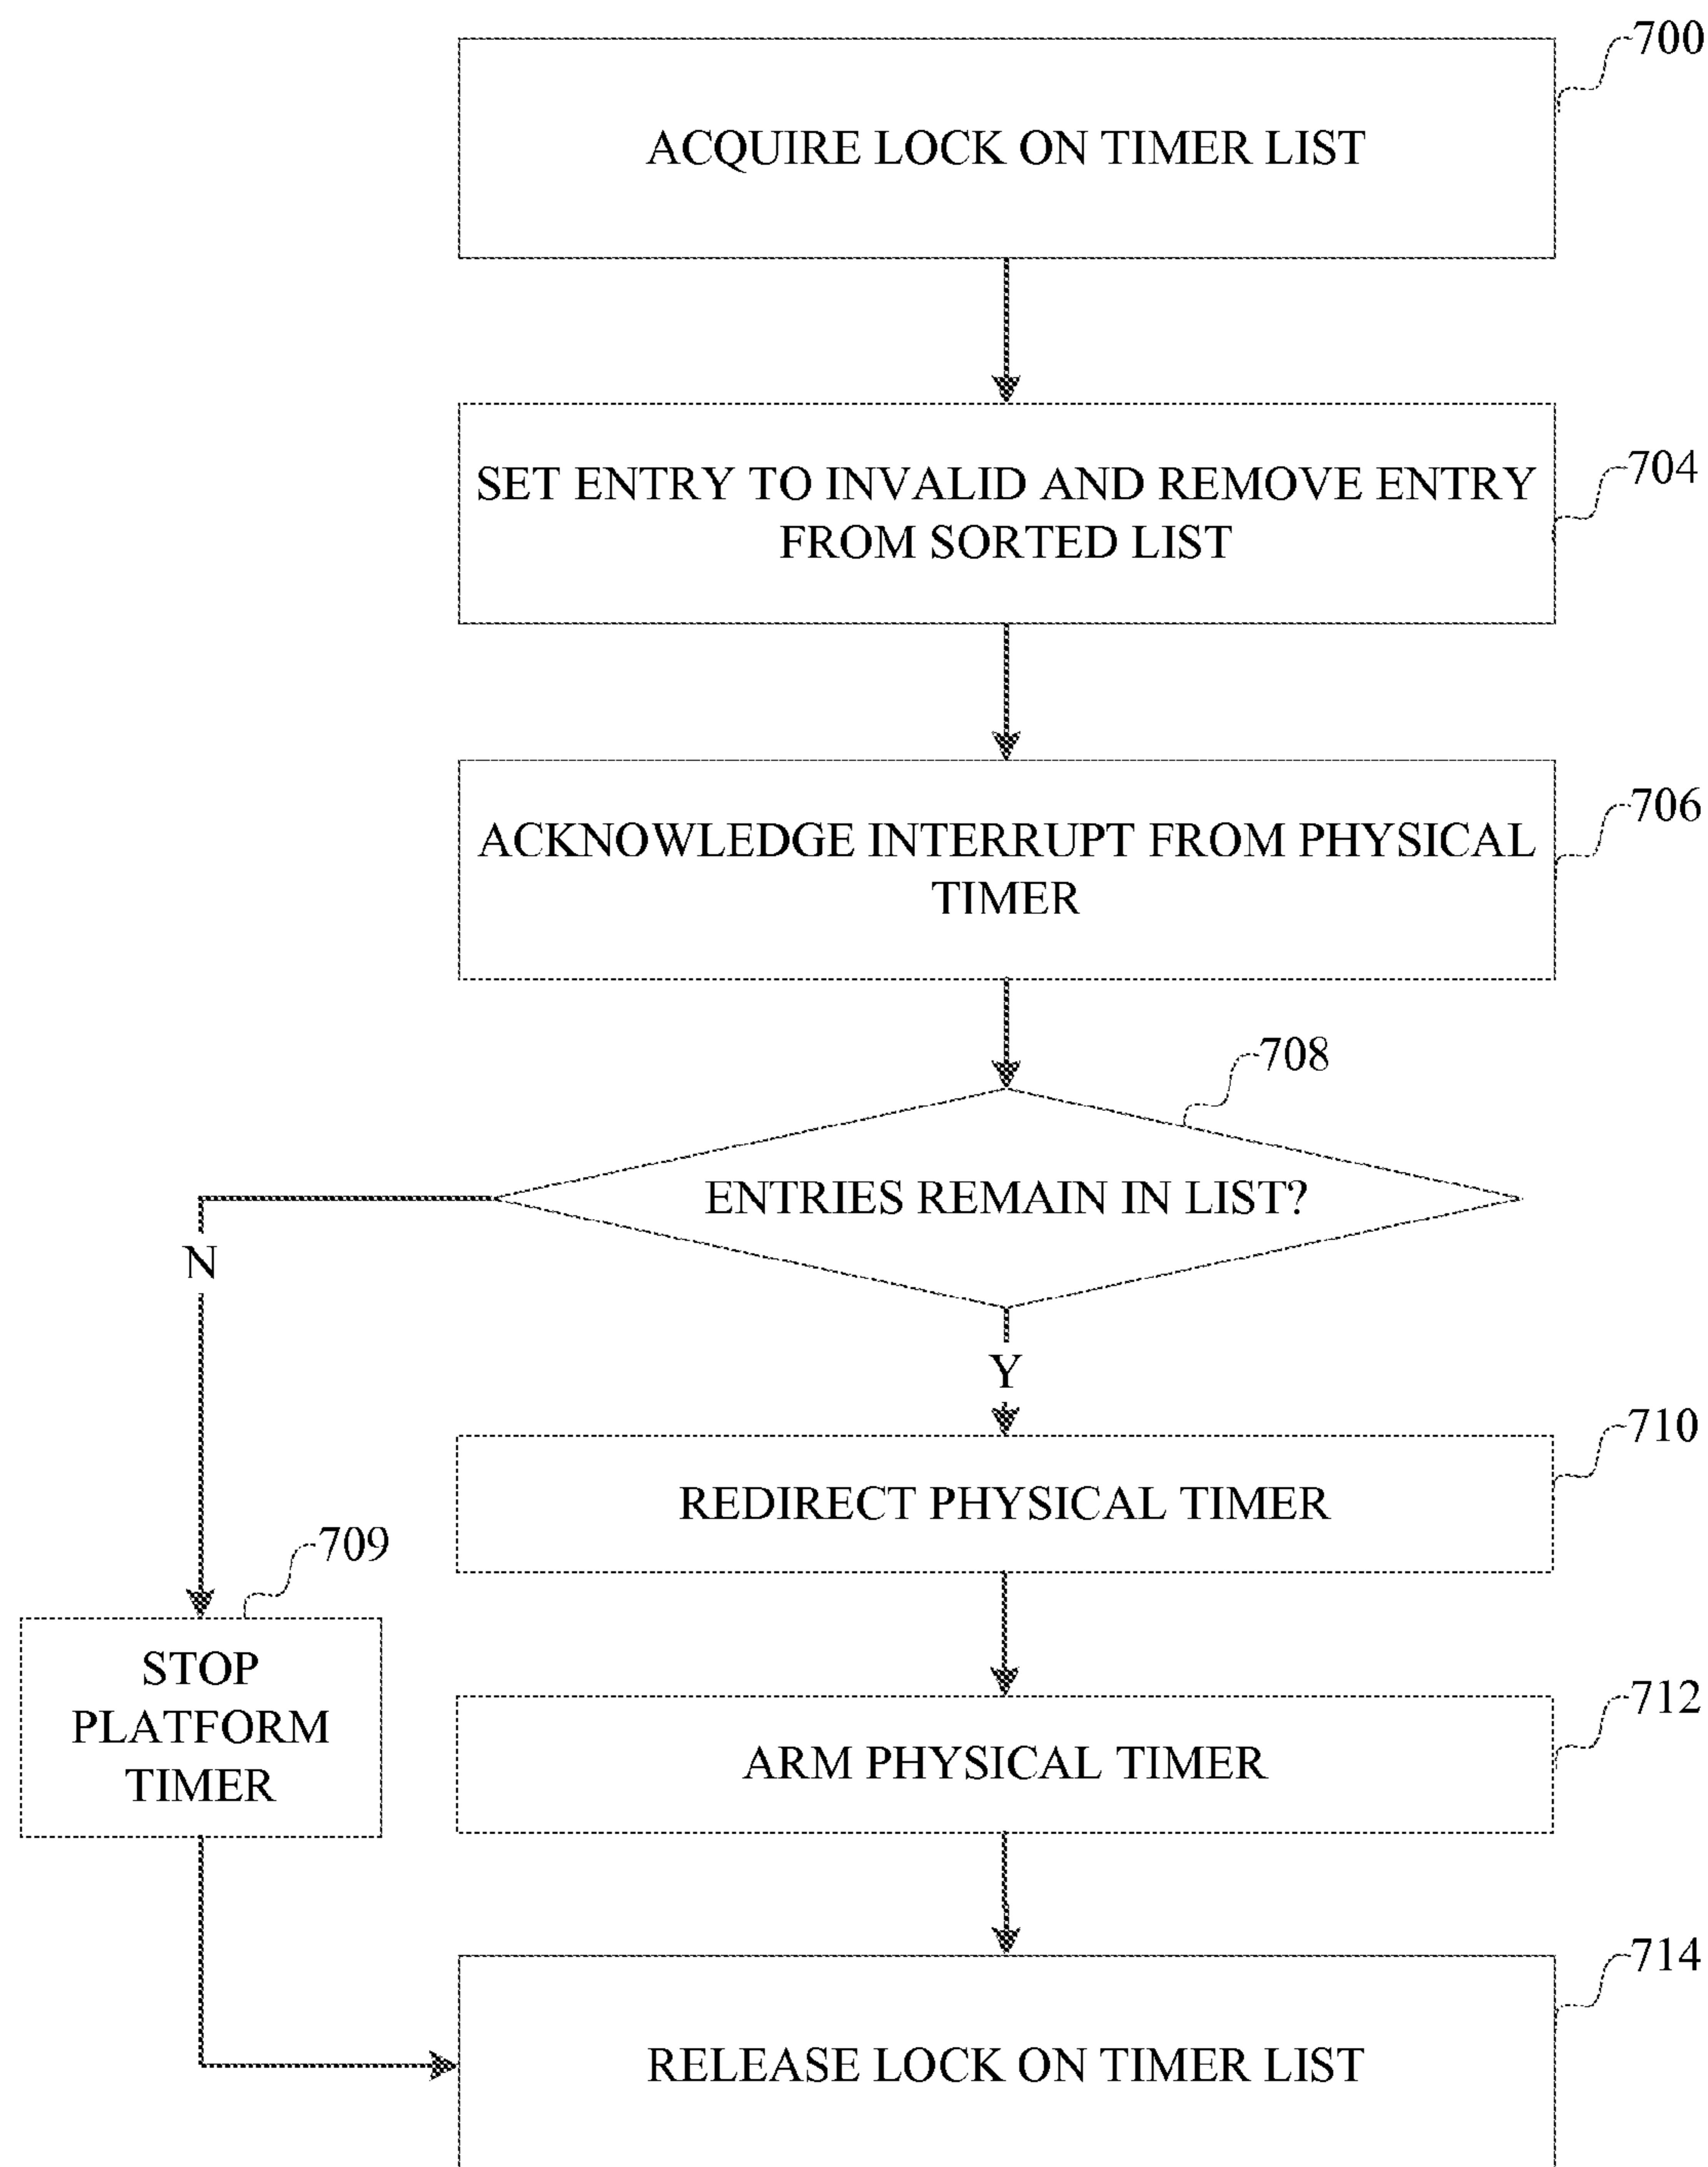 700
ACQUIRE LOCK ON TIMER LIST
704
SET ENTRY TO INVALID AND REMOVE ENTRY
FROM SORTED LIST
706
ACKNOWLEDGE INTERRUPT FROM PHYSICAL
TIMER
708
ENTRIES REMAIN IN LIST?
N
Y
710
REDIRECT PHYSICAL TIMER
709
STOP
PLATFORM
TIMER
712
ARM PHYSICAL TIMER
714
RELEASE LOCK ON TIMER LIST